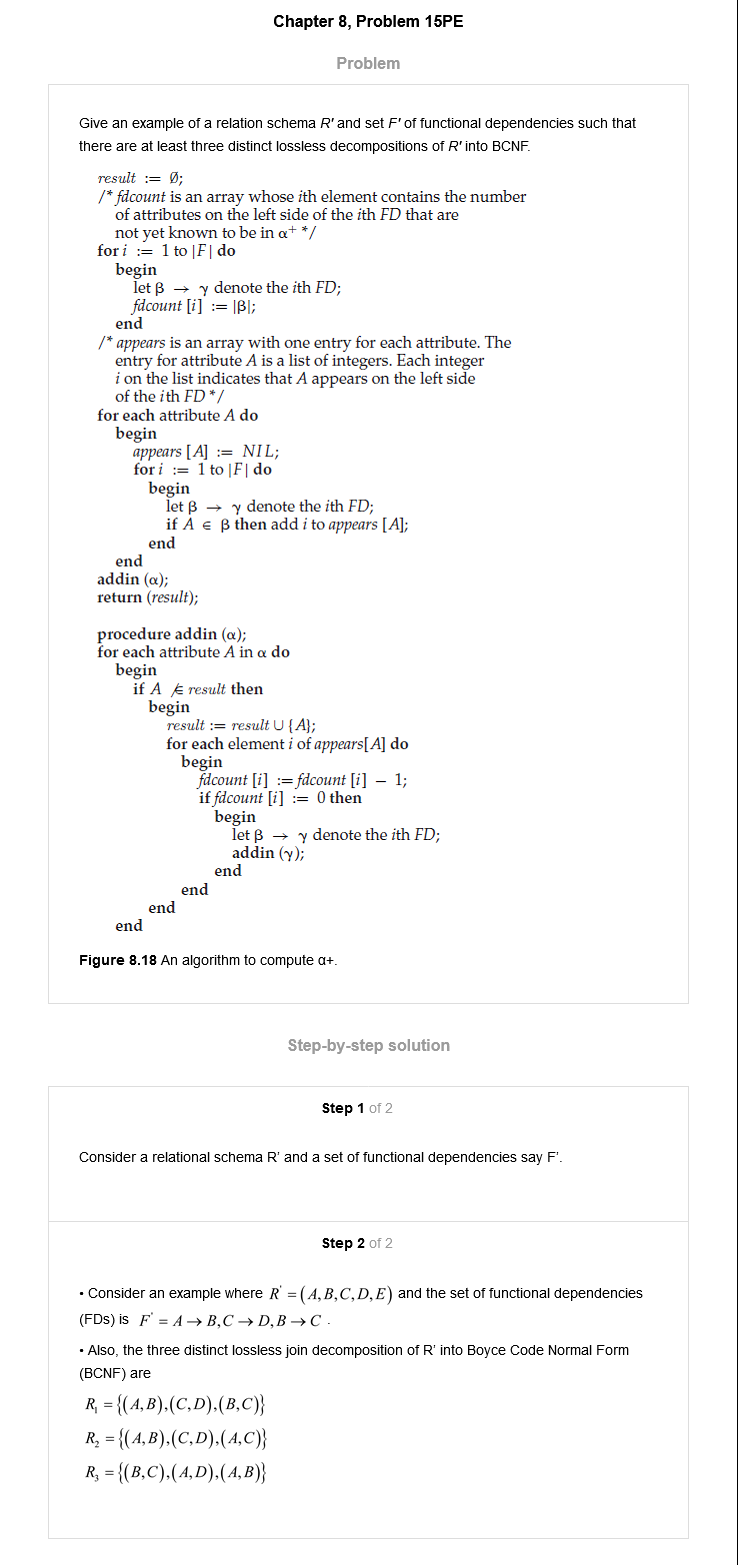 Chapter 8, Problem 15PE
Problem
Give an example of a relation schema R′ and set F′ of functional dependencies such that
there are at least three distinct lossless decompositions of R′ into BCNF.
result := Ø;
/* fdcount is an array whose ith element contains the number
of attributes on the left side of the ith FD that are
not yet known to be in α⁺ */
for i := 1 to |F| do
begin
let β → γ denote the ith FD;
fdcount [i] := |β|;
end
/* appears is an array with one entry for each attribute. The
entry for attribute A is a list of integers. Each integer
i on the list indicates that A appears on the left side
of the ith FD */
for each attribute A do
begin
appears [A] := NIL;
for i := 1 to |F| do
begin
let β → γ denote the ith FD;
if A ∈ β then add i to appears [A];
end
end
addin (α);
return (result);
procedure addin (α);
for each attribute A in α do
begin
if A ∉ result then
begin
result := result ∪ {A};
for each element i of appears[A] do
begin
fdcount [i] := fdcount [i] − 1;
if fdcount [i] := 0 then
begin
let β → γ denote the ith FD;
addin (γ);
end
end
end
end
Figure 8.18 An algorithm to compute α+.
Step-by-step solution
Step 1 of 2
Consider a relational schema R' and a set of functional dependencies say F'.
Step 2 of 2
• Consider an example where R' = (A, B, C, D, E) and the set of functional dependencies
(FDs) is F' = A → B, C → D, B → C .
• Also, the three distinct lossless join decomposition of R' into Boyce Code Normal Form
(BCNF) are
R₁ = {(A, B).(C, D).(B, C)}
R₂ = {(A, B).(C, D).(A, C)}
R₃ = {(B, C).(A, D).(A, B)}